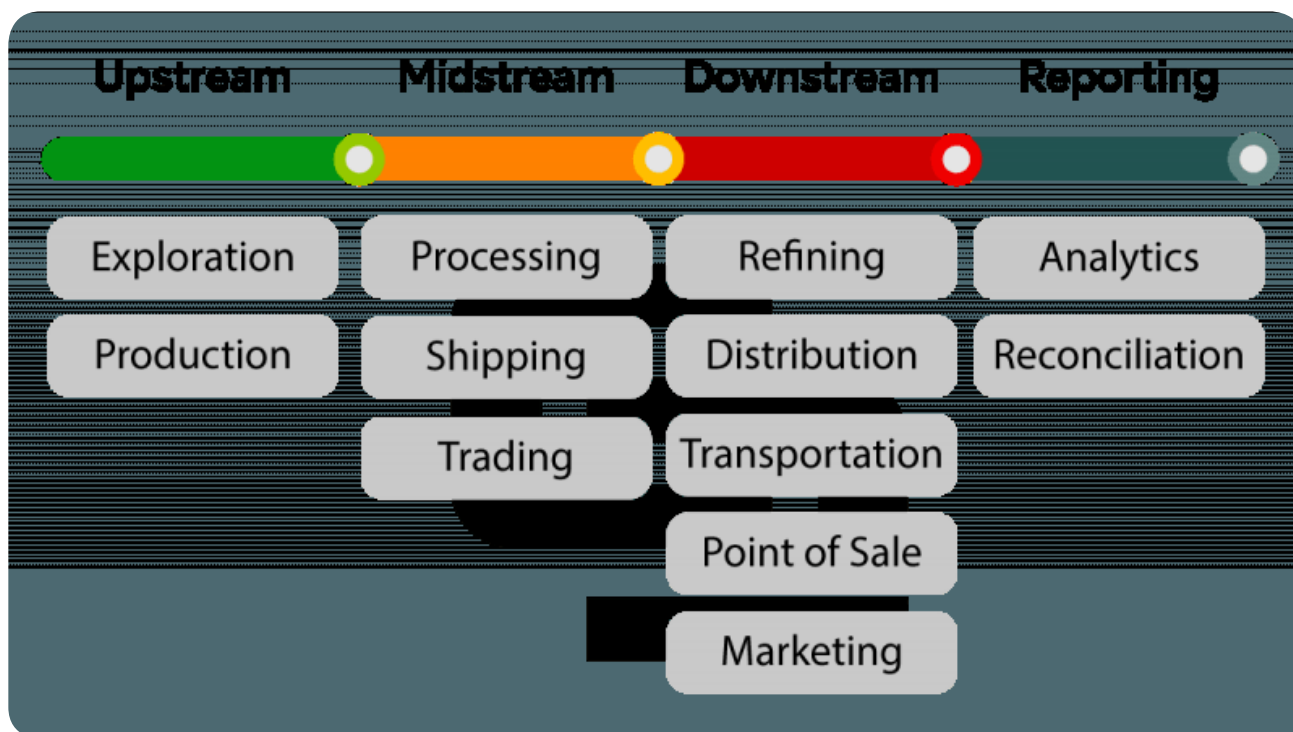 Upstream Midstream Downstream Reporting
Exploration Processing Refining Analytics
Production Shipping Distribution Reconciliation
Trading Transportation
Point of Sale
Marketing